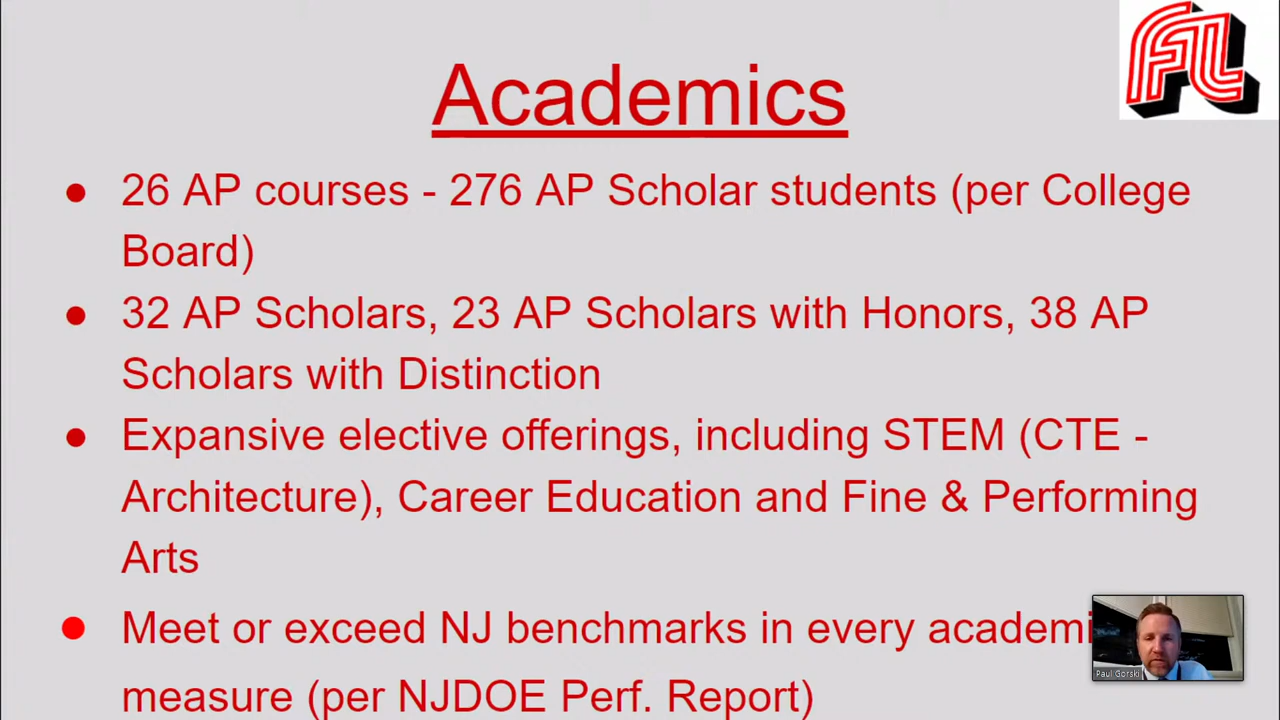 FL
Academics
● 26 AP courses - 276 AP Scholar students (per College
Board)
● 32 AP Scholars, 23 AP Scholars with Honors, 38 AP
Scholars with Distinction
● Expansive elective offerings, including STEM (CTE -
Architecture), Career Education and Fine & Performing
Arts
● Meet or exceed NJ benchmarks in every academi
measure (per NJDOE Perf. Report)
Paul Gorski